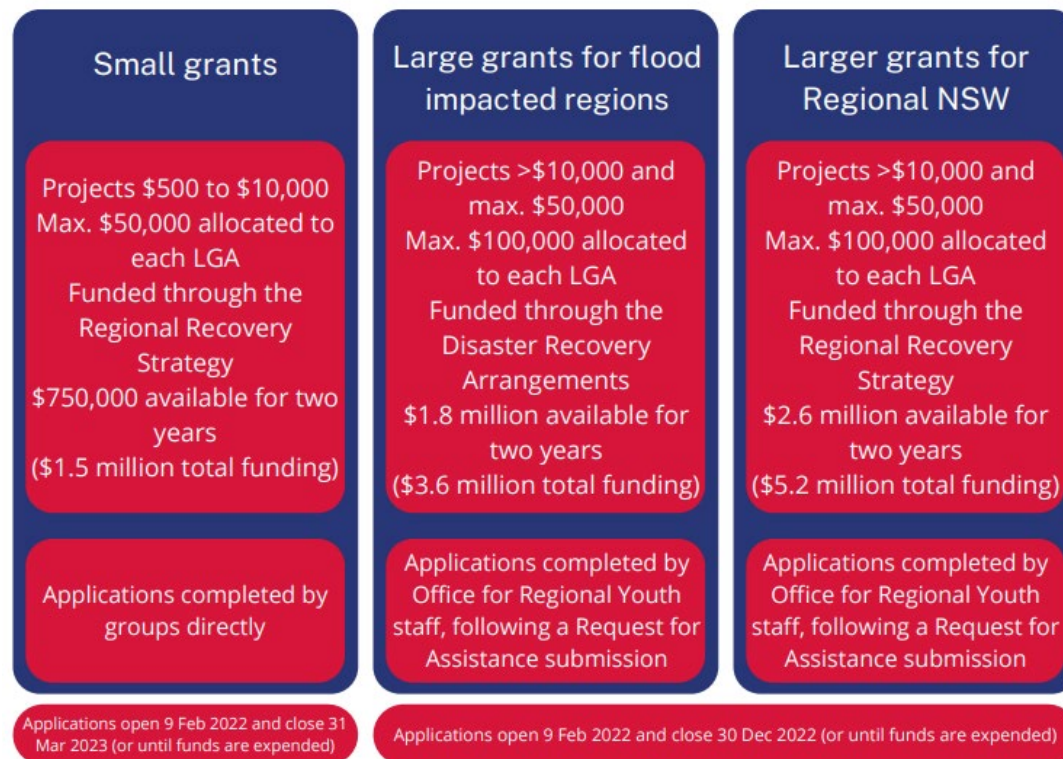 Small grants
Projects $500 to $10,000
Max. $50,000 allocated to
each LGA
Funded through the
Regional Recovery
Strategy
$750,000 available for two
years
($1.5 million total funding)
Applications completed by
groups directly
Applications open 9 Feb 2022 and close 31
Mar 2023 (or until funds are expended)
Large grants for flood
impacted regions
Projects >$10,000 and
max. $50,000
Max. $100,000 allocated
to each LGA
Funded through the
Disaster Recovery
Arrangements
$1.8 million available for
two years
($3.6 million total funding)
Applications completed by
Office for Regional Youth
staff, following a Request for
Assistance submission
Larger grants for
Regional NSW
Projects >$10,000 and
max. $50,000
Max. $100,000 allocated
to each LGA
Funded through the
Regional Recovery
Strategy
$2.6 million available for
two years
($5.2 million total funding)
Applications completed by
Office for Regional Youth
staff, following a Request for
Assistance submission
Applications open 9 Feb 2022 and close 30 Dec 2022 (or until funds are expended)